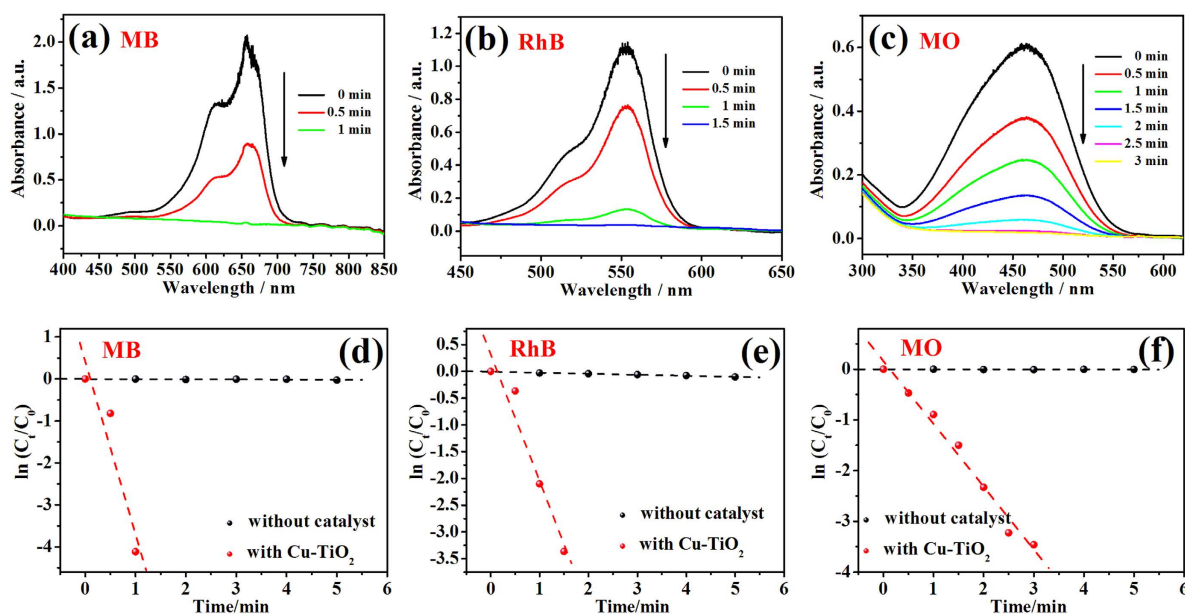 (a) MB
0 min
0.5 min
1 min
2.0
1.5
1.0
0.5
0.0
Absorbance / a.u.
400 450 500 550 600 650 700 750 800 850
Wavelength / nm
(b) RhB
0 min
0.5 min
1 min
1.5 min
1.2
1.0
0.8
0.6
0.4
0.2
0.0
Absorbance / a.u.
450 500 550 600 650
Wavelength / nm
(c) MO
0 min
0.5 min
1 min
1.5 min
2 min
2.5 min
3 min
0.6
0.4
0.2
0.0
Absorbance / a.u.
300 350 400 450 500 550 600
Wavelength / nm
MB (d)
1
0
-1
-2
-3
-4
ln (Ct/C0)
without catalyst
with Cu-TiO2
0 1 2 3 4 5 6
Time/min
RhB (e)
0.5
0.0
-0.5
-1.0
-1.5
-2.0
-2.5
-3.0
-3.5
ln (Ct/C0)
without catalyst
with Cu-TiO2
0 1 2 3 4 5 6
Time/min
MO (f)
1
0
-1
-2
-3
-4
ln (Ct/C0)
without catalyst
with Cu-TiO2
0 1 2 3 4 5 6
Time/min